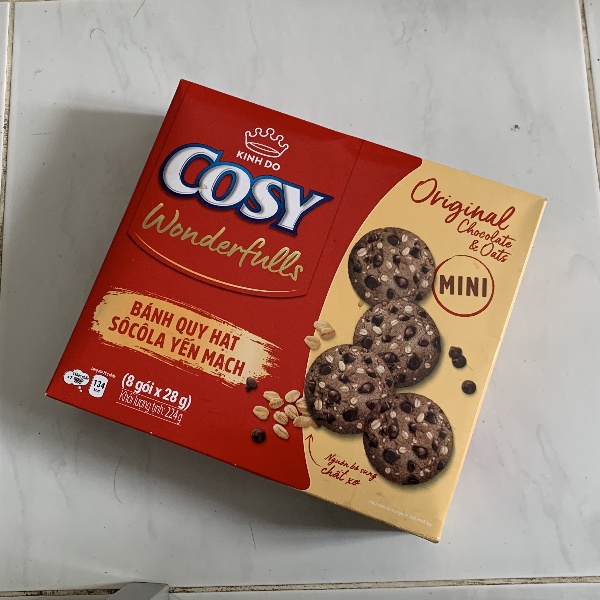 KINH DO
COSY
Wonderfulls
Original
Chocolate
& Oats
MINI
BÁNH QUY HẠT
SÔCÔLA YẾN MẠCH
134
(8 gói x 28 g)
Khối lượng tịnh: 224g
Nguồn bổ sung
chất xơ